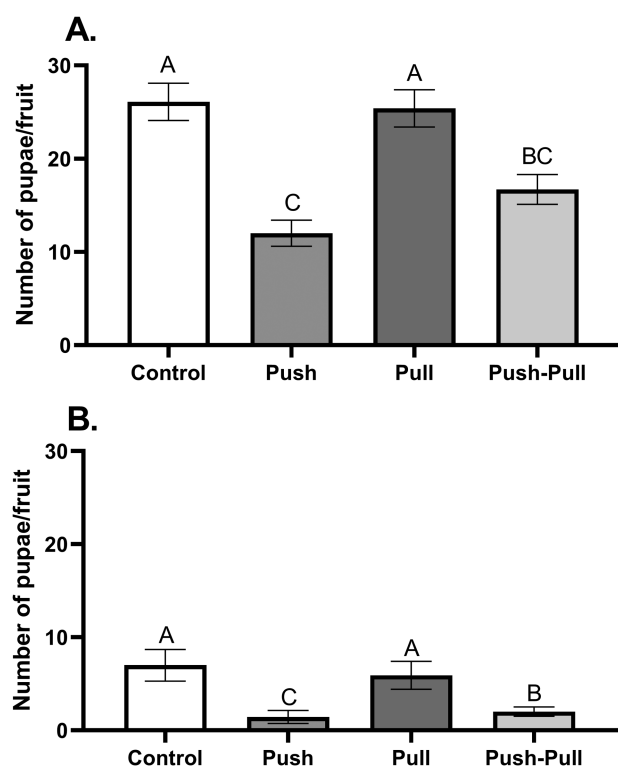 A.
Number of pupae/fruit
30
20
10
0
A
C
A
BC
Control Push Pull Push-Pull
B.
Number of pupae/fruit
30
20
10
0
A
C
A
B
Control Push Pull Push-Pull